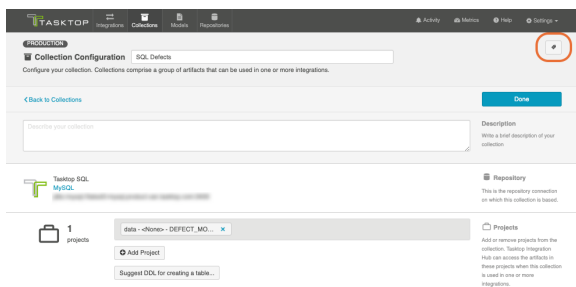 TASKTOP
Integrations
Collections
Models
Repositories
Activity
Metrics
Help
Settings
PRODUCTION
Collection Configuration
SQL Defects
Configure your collection. Collections comprise a group of artifacts that can be used in one or more integrations.
Back to Collections
Done
Describe your collection
Description
Write a brief description of your
collection
Tasktop SQL
MySQL
Repository
This is the repository connection
on which this collection is based.
1
projects
data - <None> - DEFECT_MO... ×
Add Project
Suggest DDL for creating a table...
Projects
Add or remove projects from the
collection. Tasktop Integration
Hub can access the artifacts in
these projects when this collection
is used in one or more
integrations.